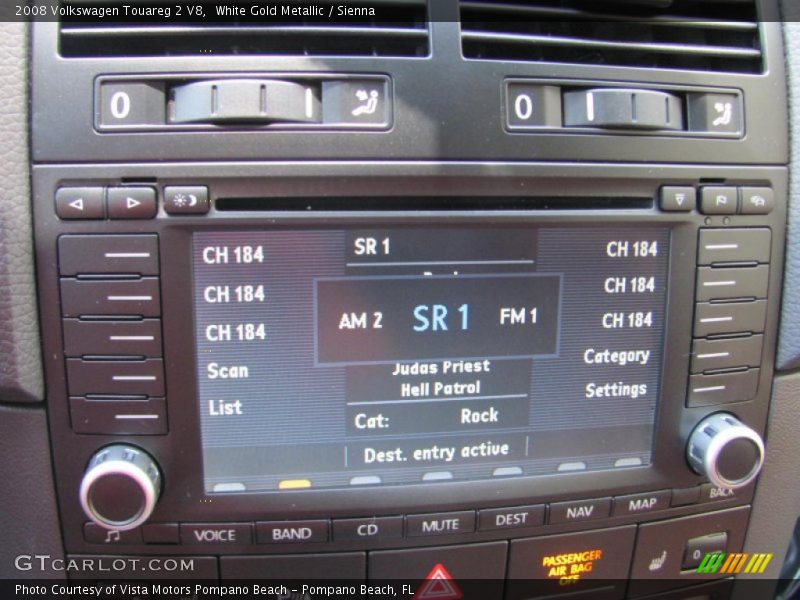 2008 Volkswagen Touareg 2 V8,  White Gold Metallic / Sienna
0
0
CH 184
SR 1
CH 184
CH 184
CH 184
AM 2
SR 1
FM 1
CH 184
CH 184
Scan
Judas Priest
Category
Hell Patrol
Settings
List
Cat:
Rock
Dest. entry active
VOICE
BAND
CD
MUTE
DEST
NAV
MAP
BACK
PASSENGER
AIR BAG
OFF
0
GTCARLOT.COM
Photo Courtesy of Vista Motors Pompano Beach - Pompano Beach, FL